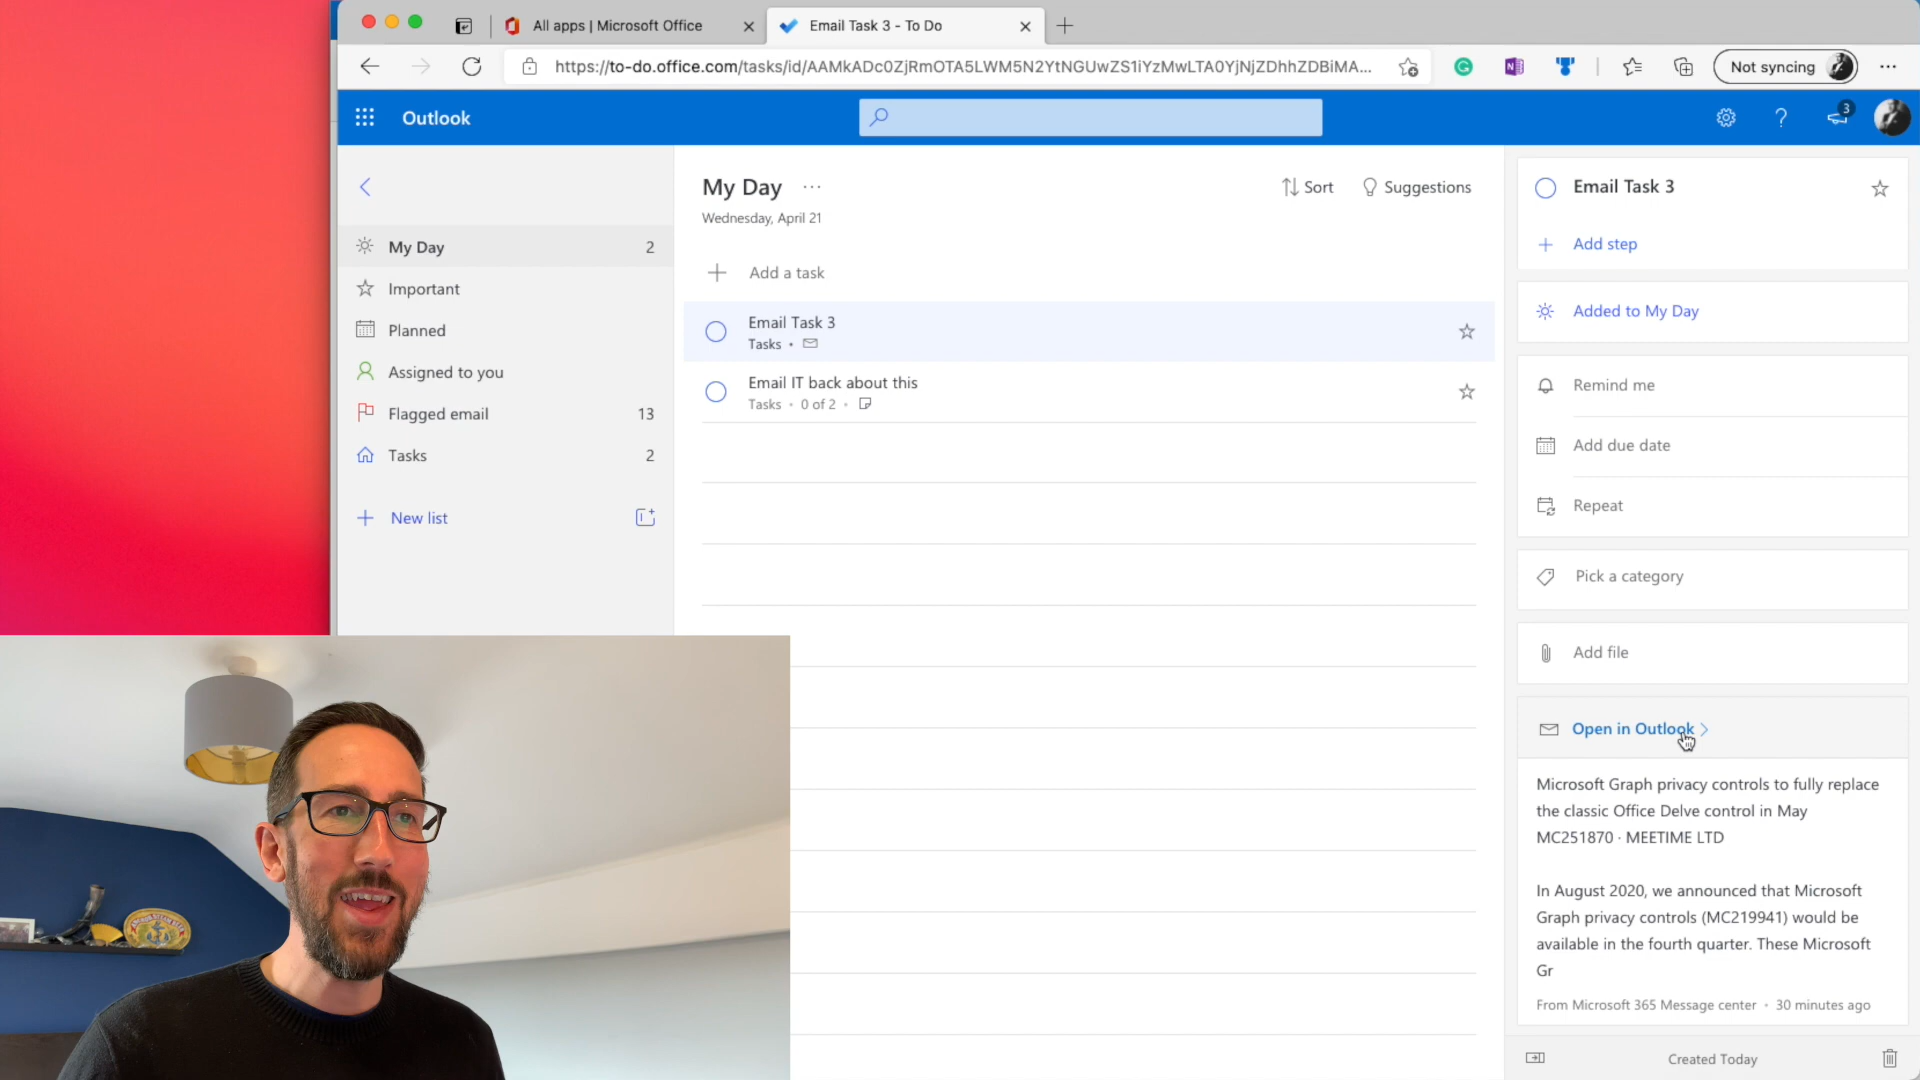 All apps | Microsoft Office
Email Task 3 - To Do
https://to-do.office.com/tasks/id/AAMkADc0ZjRmOTA5LWM5N2YtNGUwZS1iYzMwLTA0YjNjZDhhZDBiMA...
Not syncing
Outlook
3
My Day
Wednesday, April 21
Sort
Suggestions
My Day 2
Important
Planned
Assigned to you
Flagged email 13
Tasks 2
New list
Add a task
Email Task 3
Tasks
Email IT back about this
Tasks · 0 of 2 ·
Email Task 3
Add step
Added to My Day
Remind me
Add due date
Repeat
Pick a category
Add file
Open in Outlook
Microsoft Graph privacy controls to fully replace
the classic Office Delve control in May
MC251870 · MEETIME LTD
In August 2020, we announced that Microsoft
Graph privacy controls (MC219941) would be
available in the fourth quarter. These Microsoft
Gr
From Microsoft 365 Message center · 30 minutes ago
Created Today